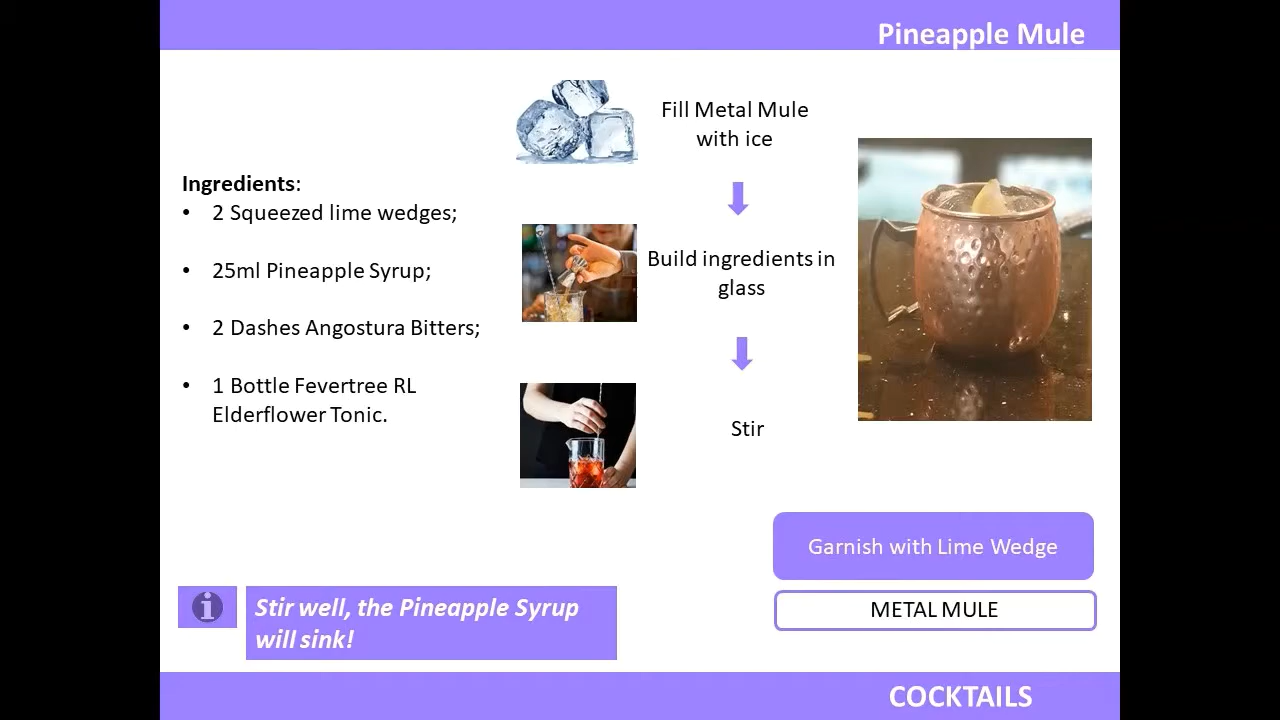 Pineapple Mule
Fill Metal Mule
with ice
Ingredients:
• 2 Squeezed lime wedges;
• 25ml Pineapple Syrup;
• 2 Dashes Angostura Bitters;
• 1 Bottle Fevertree RL
Elderflower Tonic.
Build ingredients in
glass
Stir
Garnish with Lime Wedge
METAL MULE
i
Stir well, the Pineapple Syrup
will sink!
COCKTAILS